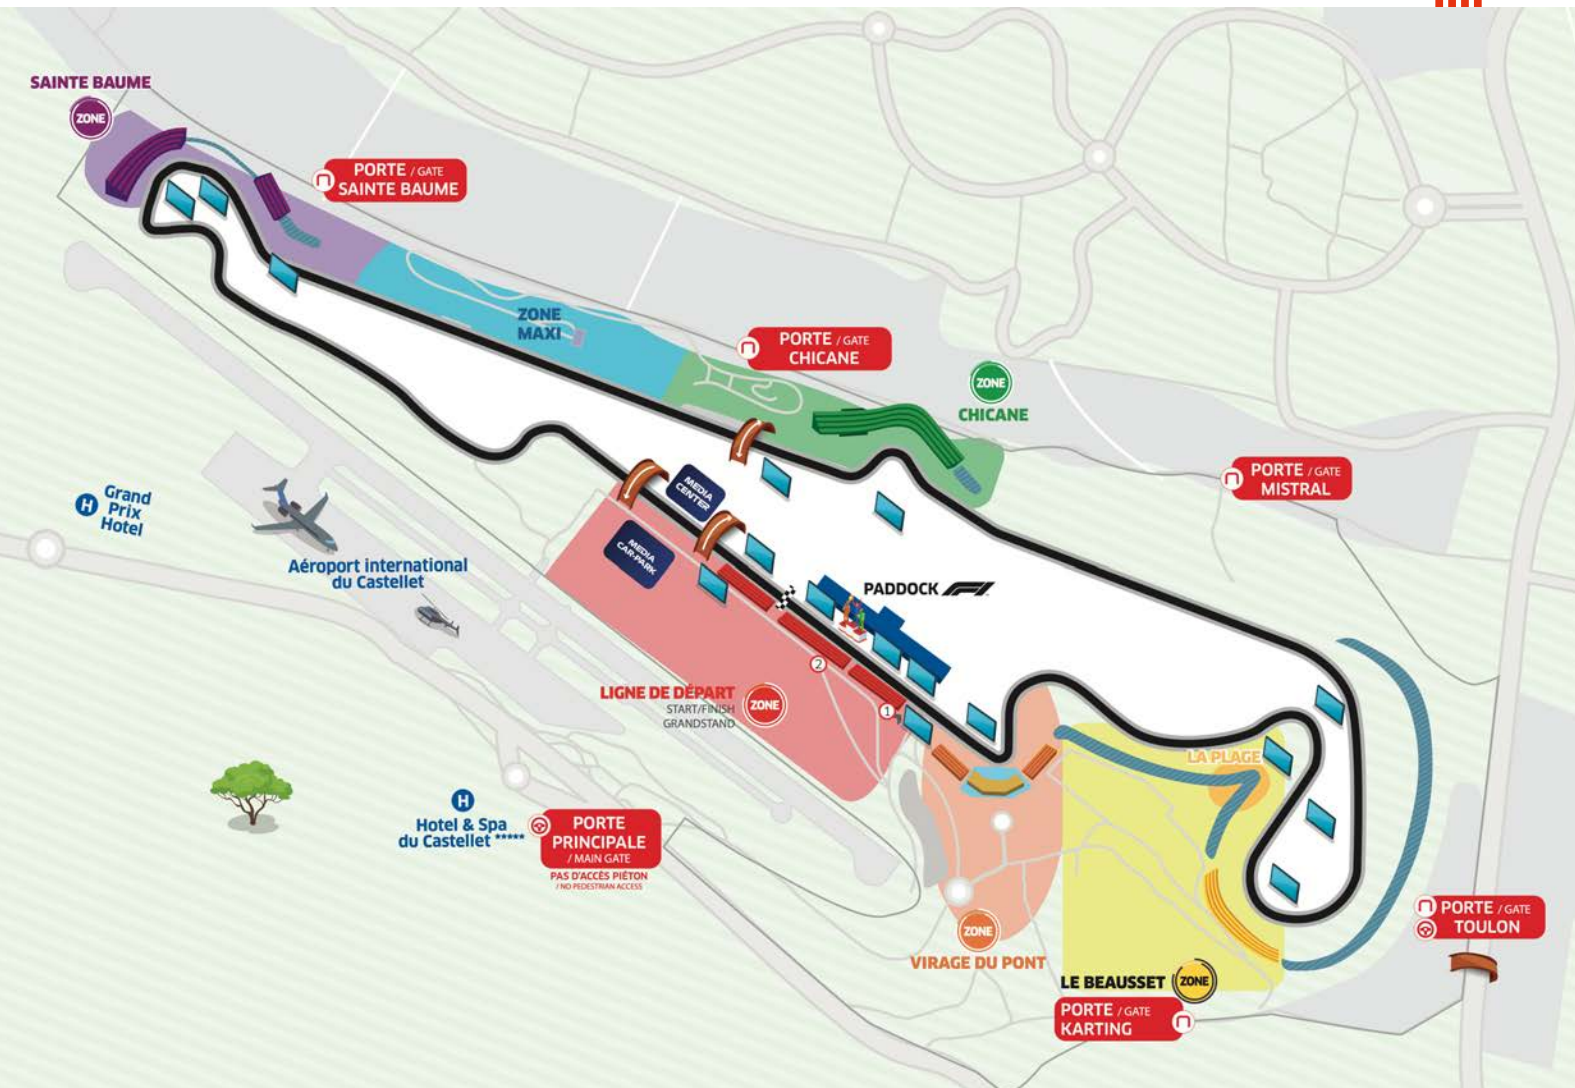 SAINTE BAUME
ZONE
PORTE / GATE
SAINTE BAUME
ZONE
MAXI
PORTE / GATE
CHICANE
ZONE
CHICANE
PORTE / GATE
MISTRAL
MEDIA
CENTER
MEDIA
CAR-PARK
H
Grand
Prix
Hotel
Aéroport international
du Castellet
PADDOCK F1
2
1
LIGNE DE DÉPART
START/FINISH
GRANDSTAND
ZONE
LA PLAGE
H
Hotel & Spa
du Castellet *****
PORTE
PRINCIPALE
/ MAIN GATE
PAS D'ACCÈS PIÉTON
/ NO PEDESTRIAN ACCESS
ZONE
VIRAGE DU PONT
PORTE / GATE
TOULON
LE BEAUSSET ZONE
PORTE / GATE
KARTING